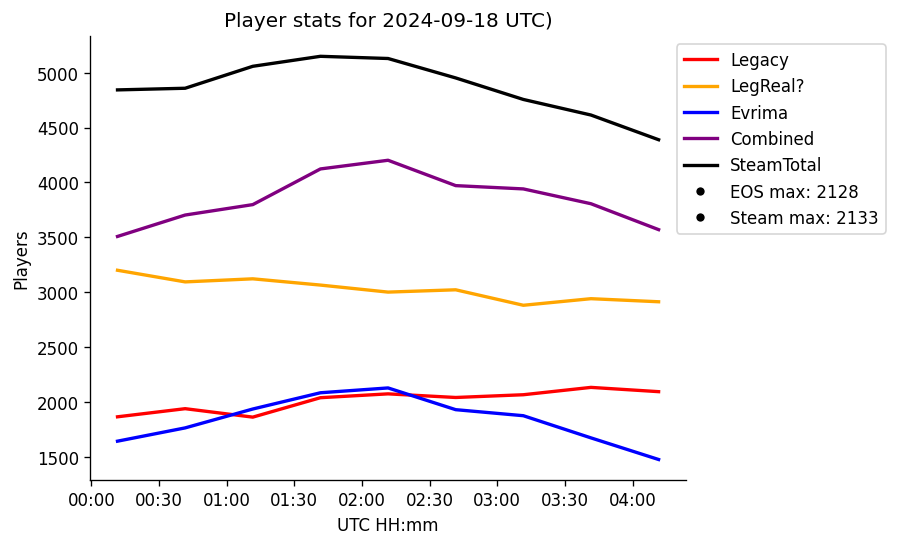 Player stats for 2024-09-18 UTC)
Players
5000
4500
4000
3500
3000
2500
2000
1500
00:00 00:30 01:00 01:30 02:00 02:30 03:00 03:30 04:00
UTC HH:mm
Legacy
LegReal?
Evrima
Combined
SteamTotal
EOS max: 2128
Steam max: 2133